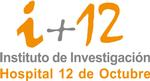 i+12
Instituto de Investigación
Hospital 12 de Octubre